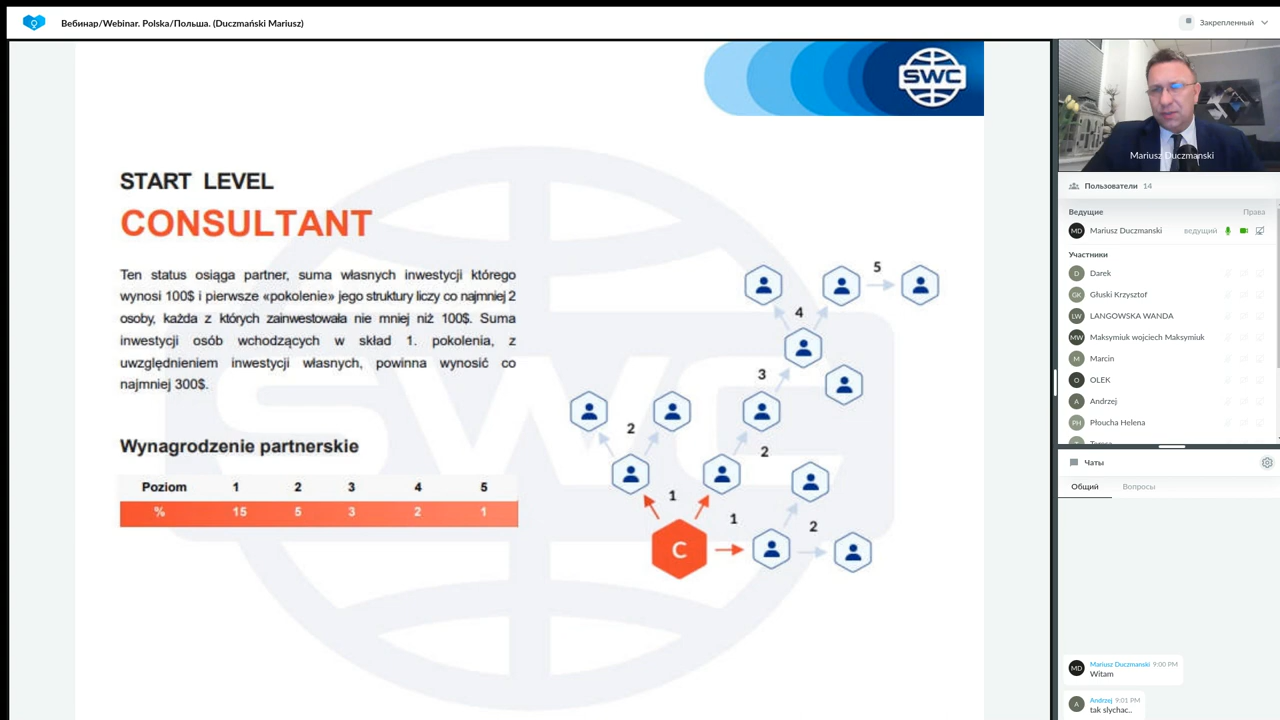 Вебинар/Webinar. Polska/Польша. (Duczmański Mariusz)
Закрепленный
SWC
START LEVEL
CONSULTANT
Ten status osiąga partner, suma własnych inwestycji którego
wynosi 100$ i pierwsze «pokolenie» jego struktury liczy co najmniej 2
osoby, każda z których zainwestowała nie mniej niż 100$. Suma
inwestycji osób wchodzących w skład 1. pokolenia, z
uwzględnieniem inwestycji własnych, powinna wynosić co
najmniej 300$.
Wynagrodzenie partnerskie
Poziom 1 2 3 4 5
% 15 5 3 2 1
5
4
3
2
2
1
1
2
C
SWC
Mariusz Duczmanski
Пользователи 14
Ведущие Права
MD Mariusz Duczmanski ведущий
Участники
D Darek
GK Głuski Krzysztof
LW LANGOWSKA WANDA
MW Maksymiuk wojciech Maksymiuk
M Marcin
O OLEK
A Andrzej
PH Płoucha Helena
Чаты
Общий Вопросы
MD Mariusz Duczmanski 9:00 PM
Witam
A Andrzej 9:01 PM
tak slychac..